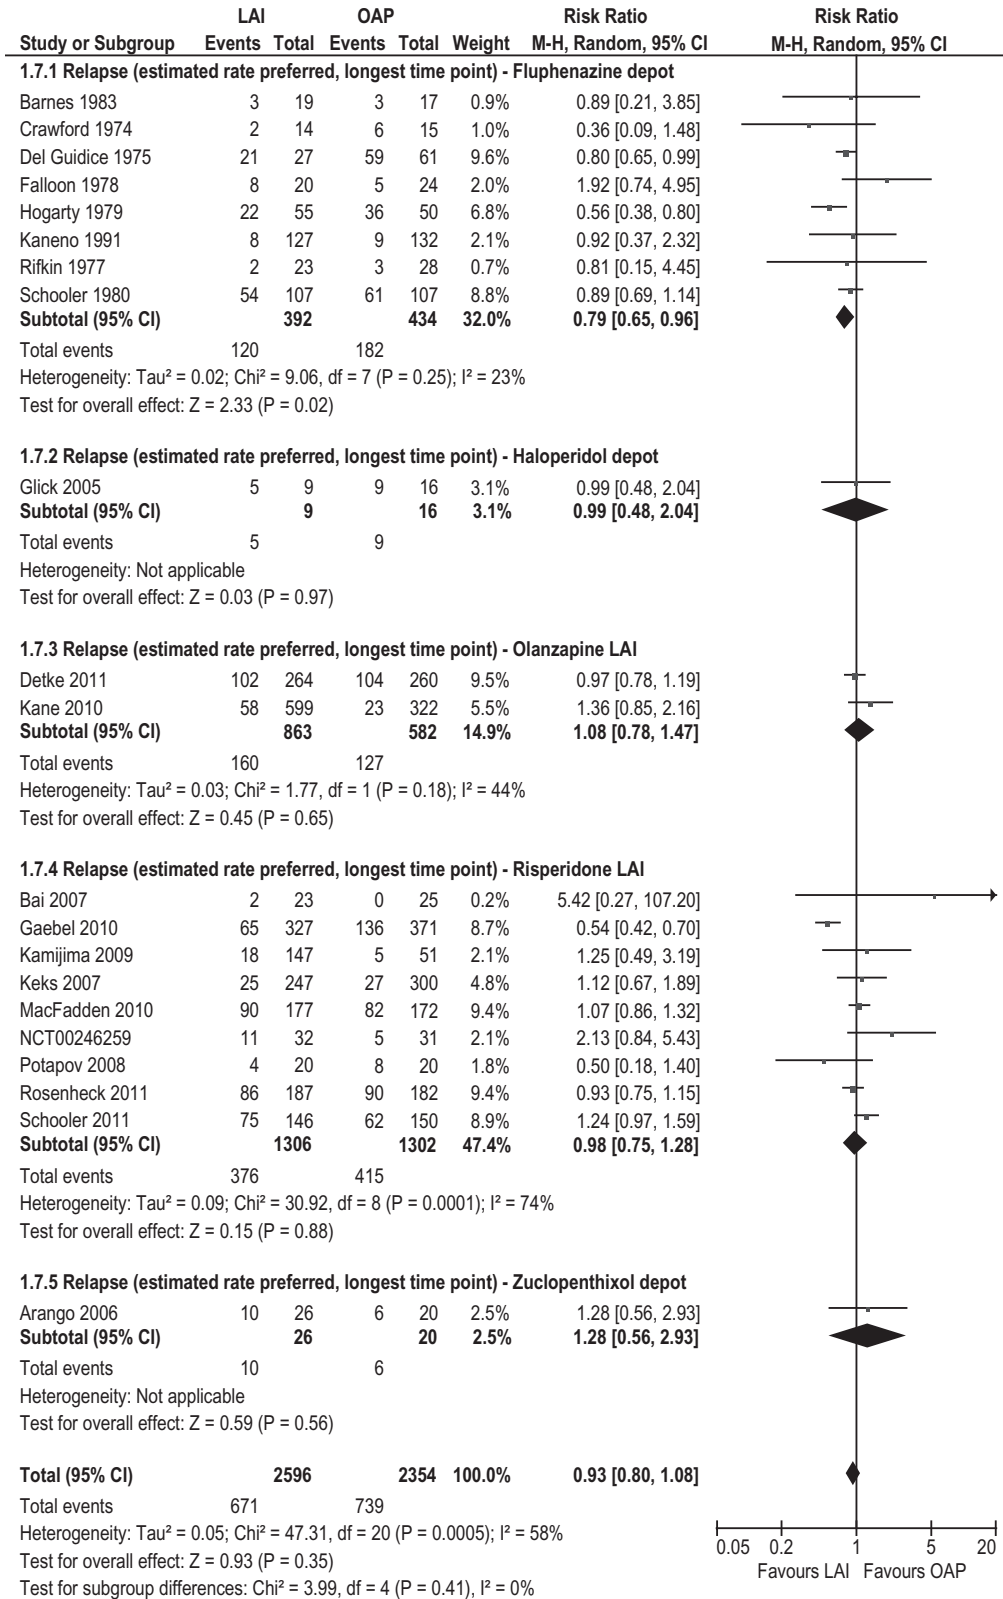 LAI OAP Risk Ratio Risk Ratio
Study or Subgroup Events Total Events Total Weight M-H, Random, 95% CI M-H, Random, 95% CI
1.7.1 Relapse (estimated rate preferred, longest time point) - Fluphenazine depot
Barnes 1983 3 19 3 17 0.9% 0.89 [0.21, 3.85]
Crawford 1974 2 14 6 15 1.0% 0.36 [0.09, 1.48]
Del Guidice 1975 21 27 59 61 9.6% 0.80 [0.65, 0.99]
Falloon 1978 8 20 5 24 2.0% 1.92 [0.74, 4.95]
Hogarty 1979 22 55 36 50 6.8% 0.56 [0.38, 0.80]
Kaneno 1991 8 127 9 132 2.1% 0.92 [0.37, 2.32]
Rifkin 1977 2 23 3 28 0.7% 0.81 [0.15, 4.45]
Schooler 1980 54 107 61 107 8.8% 0.89 [0.69, 1.14]
Subtotal (95% CI) 392 434 32.0% 0.79 [0.65, 0.96]
Total events 120 182
Heterogeneity: Tau² = 0.02; Chi² = 9.06, df = 7 (P = 0.25); I² = 23%
Test for overall effect: Z = 2.33 (P = 0.02)
1.7.2 Relapse (estimated rate preferred, longest time point) - Haloperidol depot
Glick 2005 5 9 9 16 3.1% 0.99 [0.48, 2.04]
Subtotal (95% CI) 9 16 3.1% 0.99 [0.48, 2.04]
Total events 5 9
Heterogeneity: Not applicable
Test for overall effect: Z = 0.03 (P = 0.97)
1.7.3 Relapse (estimated rate preferred, longest time point) - Olanzapine LAI
Detke 2011 102 264 104 260 9.5% 0.97 [0.78, 1.19]
Kane 2010 58 599 23 322 5.5% 1.36 [0.85, 2.16]
Subtotal (95% CI) 863 582 14.9% 1.08 [0.78, 1.47]
Total events 160 127
Heterogeneity: Tau² = 0.03; Chi² = 1.77, df = 1 (P = 0.18); I² = 44%
Test for overall effect: Z = 0.45 (P = 0.65)
1.7.4 Relapse (estimated rate preferred, longest time point) - Risperidone LAI
Bai 2007 2 23 0 25 0.2% 5.42 [0.27, 107.20]
Gaebel 2010 65 327 136 371 8.7% 0.54 [0.42, 0.70]
Kamijima 2009 18 147 5 51 2.1% 1.25 [0.49, 3.19]
Keks 2007 25 247 27 300 4.8% 1.12 [0.67, 1.89]
MacFadden 2010 90 177 82 172 9.4% 1.07 [0.86, 1.32]
NCT00246259 11 32 5 31 2.1% 2.13 [0.84, 5.43]
Potapov 2008 4 20 8 20 1.8% 0.50 [0.18, 1.40]
Rosenheck 2011 86 187 90 182 9.4% 0.93 [0.75, 1.15]
Schooler 2011 75 146 62 150 8.9% 1.24 [0.97, 1.59]
Subtotal (95% CI) 1306 1302 47.4% 0.98 [0.75, 1.28]
Total events 376 415
Heterogeneity: Tau² = 0.09; Chi² = 30.92, df = 8 (P = 0.0001); I² = 74%
Test for overall effect: Z = 0.15 (P = 0.88)
1.7.5 Relapse (estimated rate preferred, longest time point) - Zuclopenthixol depot
Arango 2006 10 26 6 20 2.5% 1.28 [0.56, 2.93]
Subtotal (95% CI) 26 20 2.5% 1.28 [0.56, 2.93]
Total events 10 6
Heterogeneity: Not applicable
Test for overall effect: Z = 0.59 (P = 0.56)
Total (95% CI) 2596 2354 100.0% 0.93 [0.80, 1.08]
Total events 671 739
Heterogeneity: Tau² = 0.05; Chi² = 47.31, df = 20 (P = 0.0005); I² = 58%
Test for overall effect: Z = 0.93 (P = 0.35)
Test for subgroup differences: Chi² = 3.99, df = 4 (P = 0.41), I² = 0%
0.05 0.2 1 5 20
Favours LAI Favours OAP